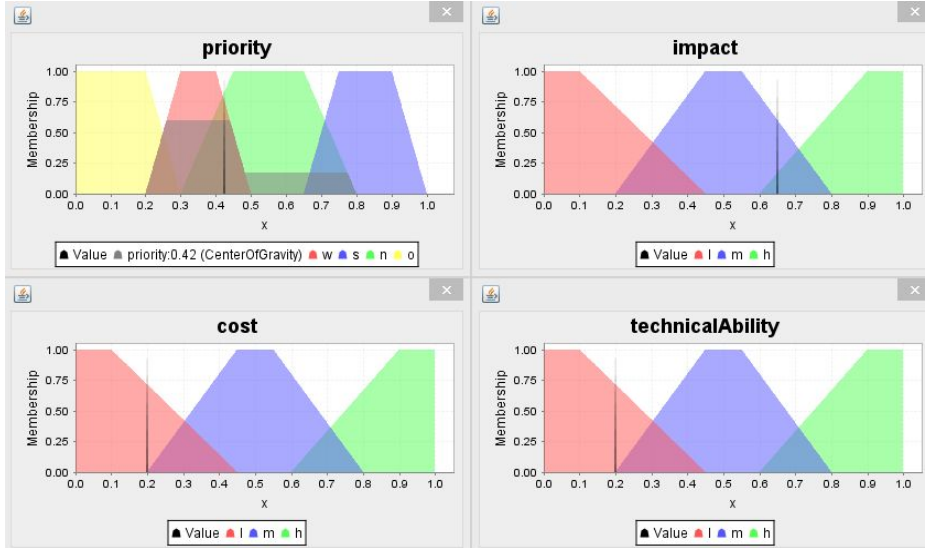 priority
Membership
1.00
0.75
0.50
0.25
0.00
0.0 0.1 0.2 0.3 0.4 0.5 0.6 0.7 0.8 0.9 1.0
x
Value priority:0.42 (CenterOfGravity) w s n o
impact
Membership
1.00
0.75
0.50
0.25
0.00
0.0 0.1 0.2 0.3 0.4 0.5 0.6 0.7 0.8 0.9 1.0
x
Value l m h
cost
Membership
1.00
0.75
0.50
0.25
0.00
0.0 0.1 0.2 0.3 0.4 0.5 0.6 0.7 0.8 0.9 1.0
x
Value l m h
technicalAbility
Membership
1.00
0.75
0.50
0.25
0.00
0.0 0.1 0.2 0.3 0.4 0.5 0.6 0.7 0.8 0.9 1.0
x
Value l m h